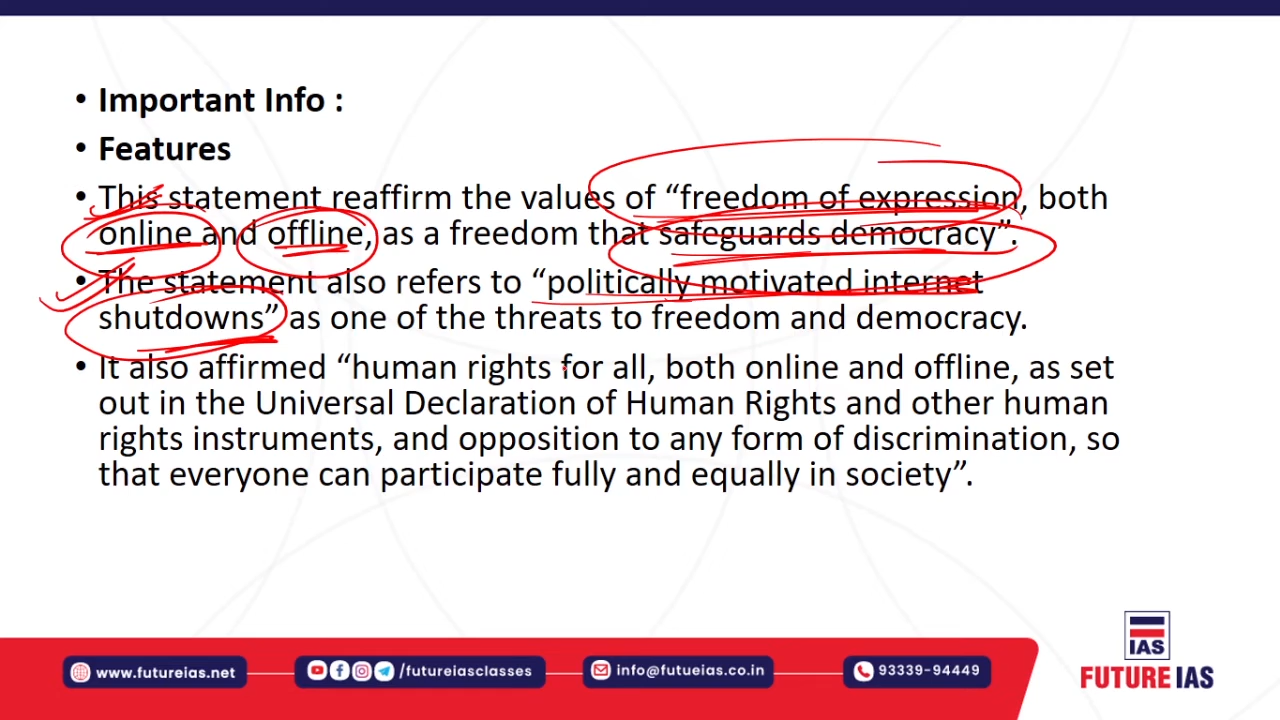 • Important Info :
• Features
• This statement reaffirm the values of “freedom of expression, both
online and offline, as a freedom that safeguards democracy”.
• The statement also refers to “politically motivated internet
shutdowns” as one of the threats to freedom and democracy.
• It also affirmed “human rights for all, both online and offline, as set
out in the Universal Declaration of Human Rights and other human
rights instruments, and opposition to any form of discrimination, so
that everyone can participate fully and equally in society”.
IAS
FUTURE IAS
www.futureias.net
/futureiasclasses
info@futueias.co.in
93339-94449